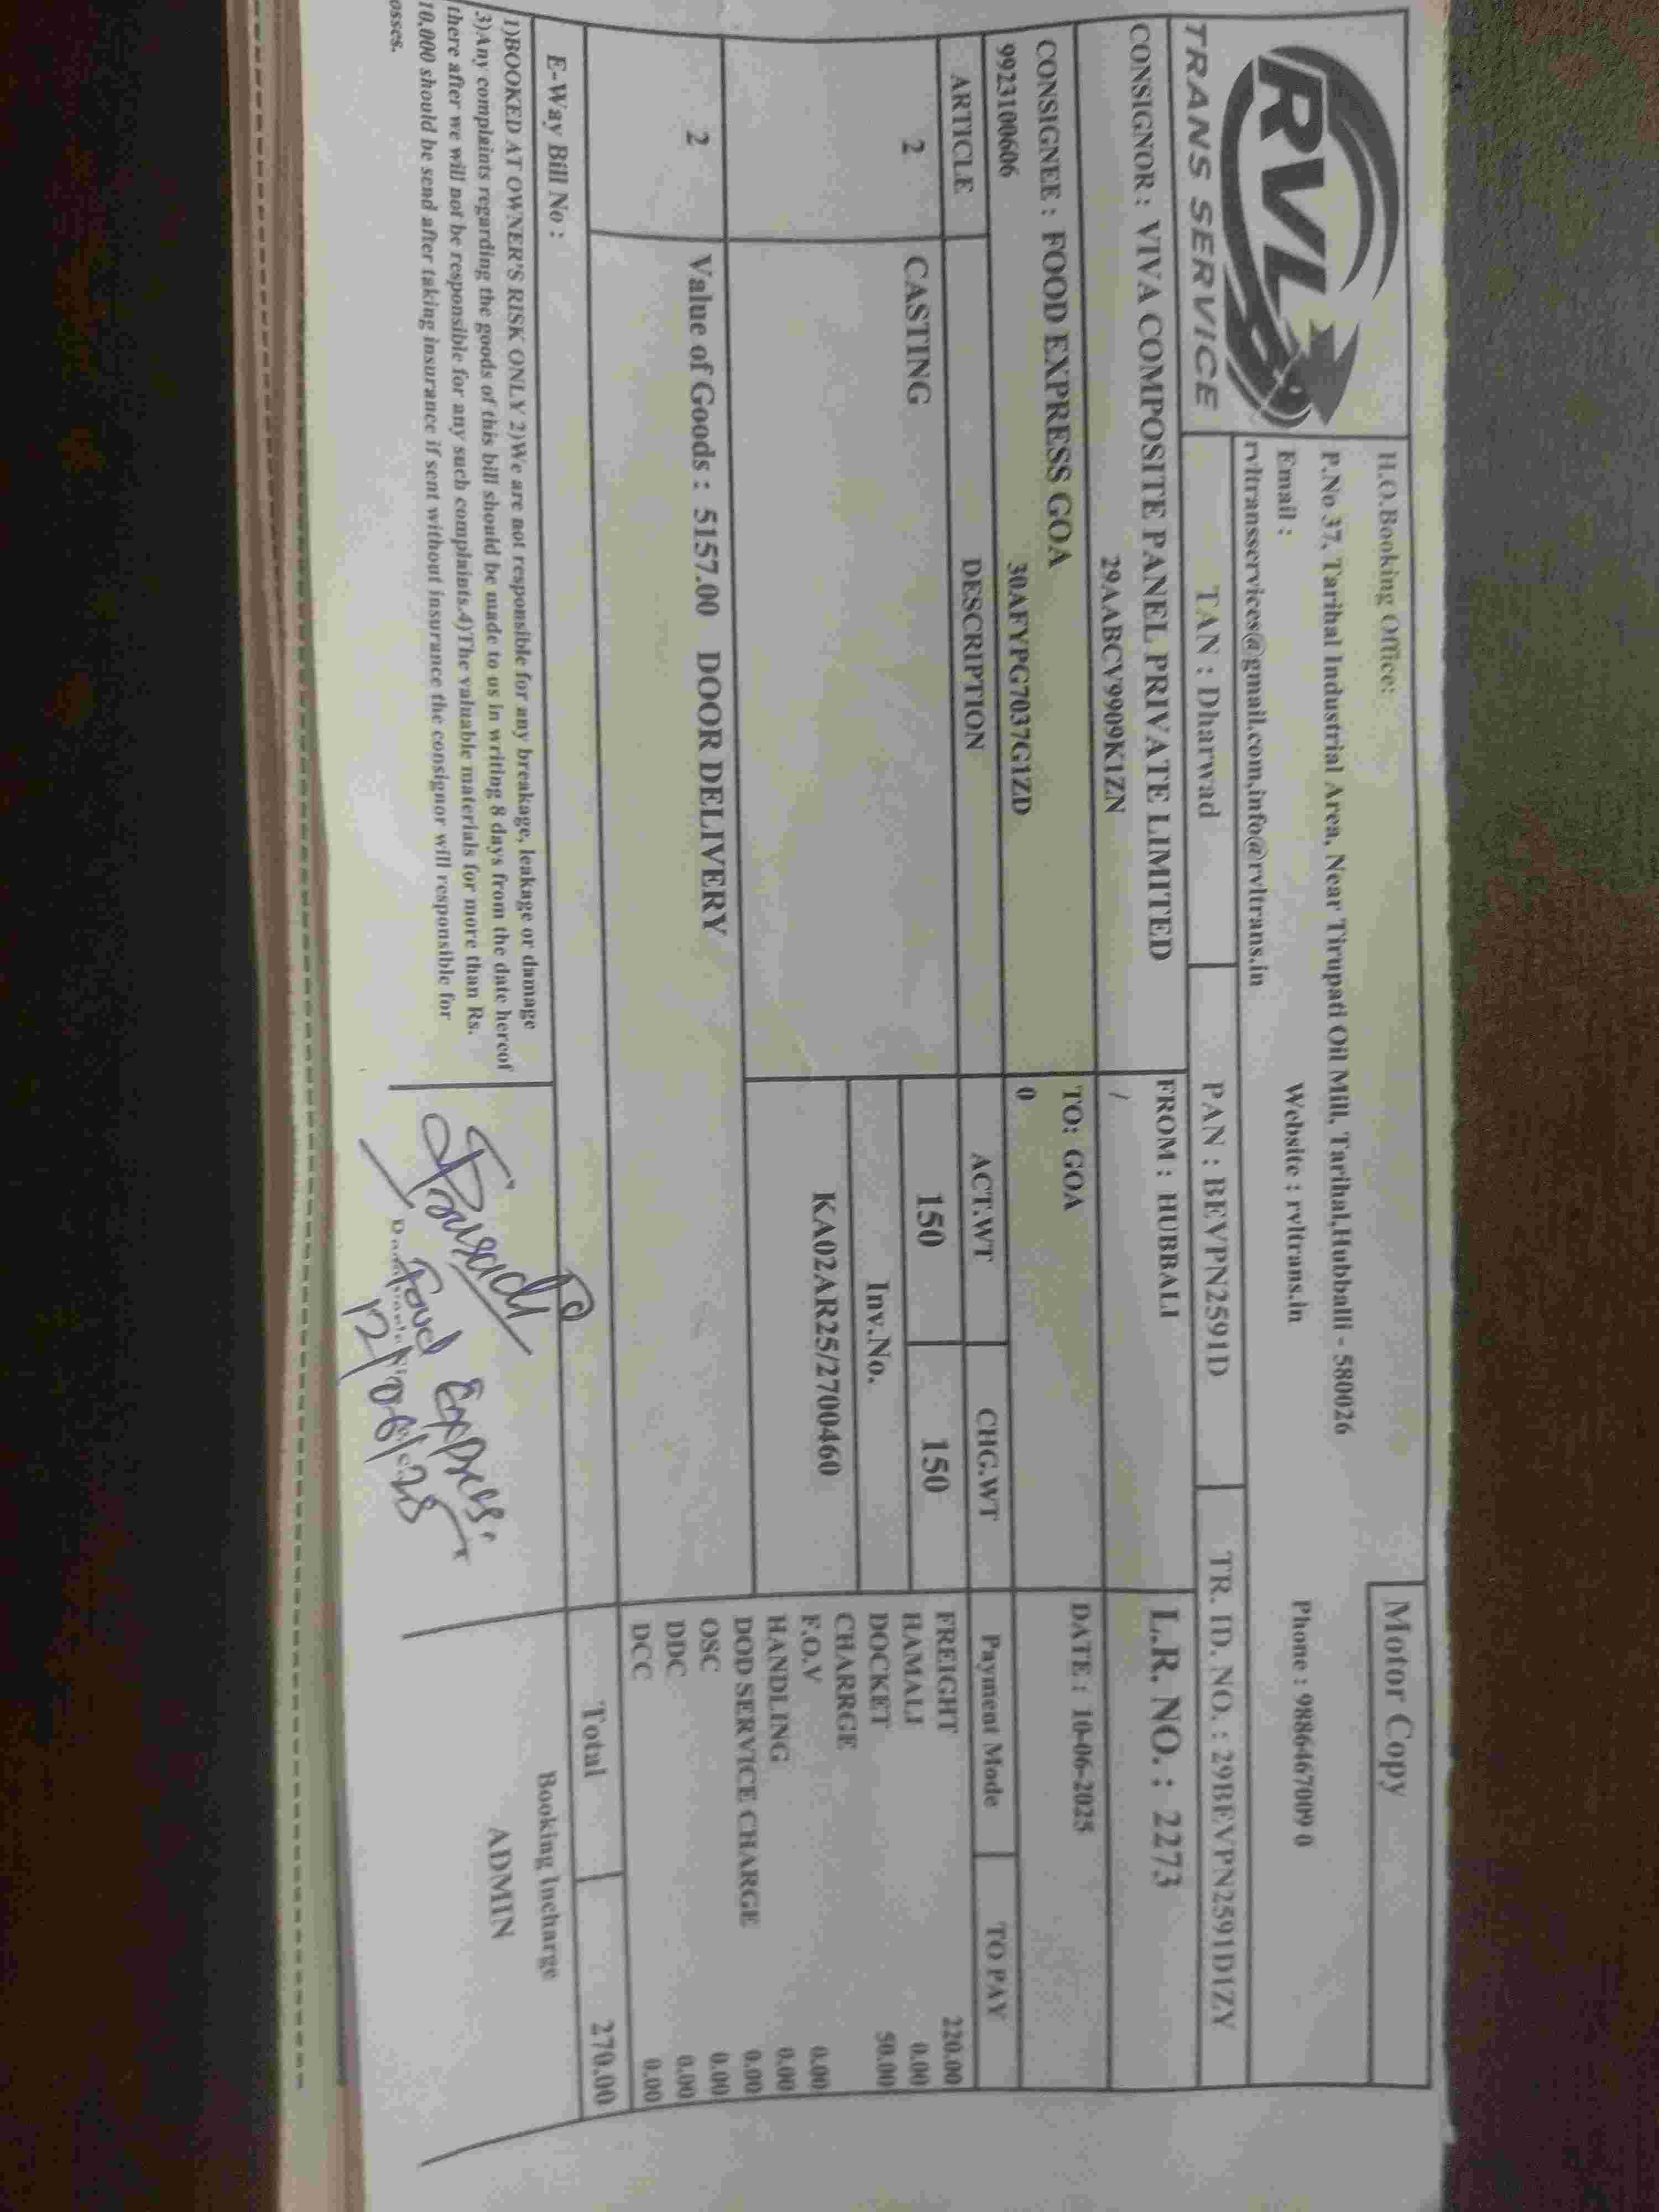 Motor Copy
RVL
TRANS SERVICE
H.O.Booking Office:
P.No 37, Tarihal Industrial Area, Near Tirupati Oil Mill, Tarihal,Hubballi - 580026
Email :
Website : rvltrans.in
Phone : 9886467009 0
rvltransservices@gmail.com,info@rvltrans.in
TAN : Dharwad
PAN : BEVPN2591D
TR. ID. NO. : 29BEVPN2591D1ZY
CONSIGNOR : VIVA COMPOSITE PANEL PRIVATE LIMITED
29AABCV9909K1ZN
FROM : HUBBALI
/
L.R. NO. : 2273
CONSIGNEE : FOOD EXPRESS GOA
9923100606
30AFYPG7037G1ZD
TO: GOA
0
DATE : 10-06-2025
ARTICLE
DESCRIPTION
ACT.WT
CHG.WT
Payment Mode
TO PAY
2
CASTING
150
150
Inv.No.
KA02AR25/2700460
FREIGHT 220.00
HAMALI 0.00
DOCKET 50.00
CHARRGE
F.O.V 0.00
HANDLING 0.00
DOD SERVICE CHARGE 0.00
OSC 0.00
DDC 0.00
DCC 0.00
2
Value of Goods : 5157.00 DOOR DELIVERY
Total 270.00
E-Way Bill No :
1)BOOKED AT OWNER'S RISK ONLY 2)We are not responsible for any breakage, leakage or damage
3)Any complaints regarding the goods of this bill should be made to us in writing 8 days from the date hereof
there after we will not be responsible for any such complaints.4)The valuable materials for more than Rs.
10,000 should be send after taking insurance if sent without insurance the consignor will responsible for
osses.
Food Express.
12/06/25
Booking Incharge
ADMIN